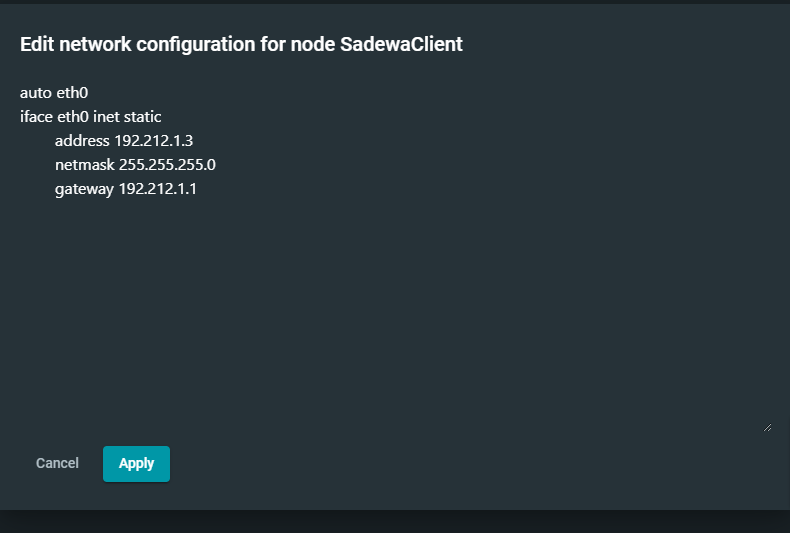 Edit network configuration for node SadewaClient
auto eth0
iface eth0 inet static
address 192.212.1.3
netmask 255.255.255.0
gateway 192.212.1.1
Cancel
Apply